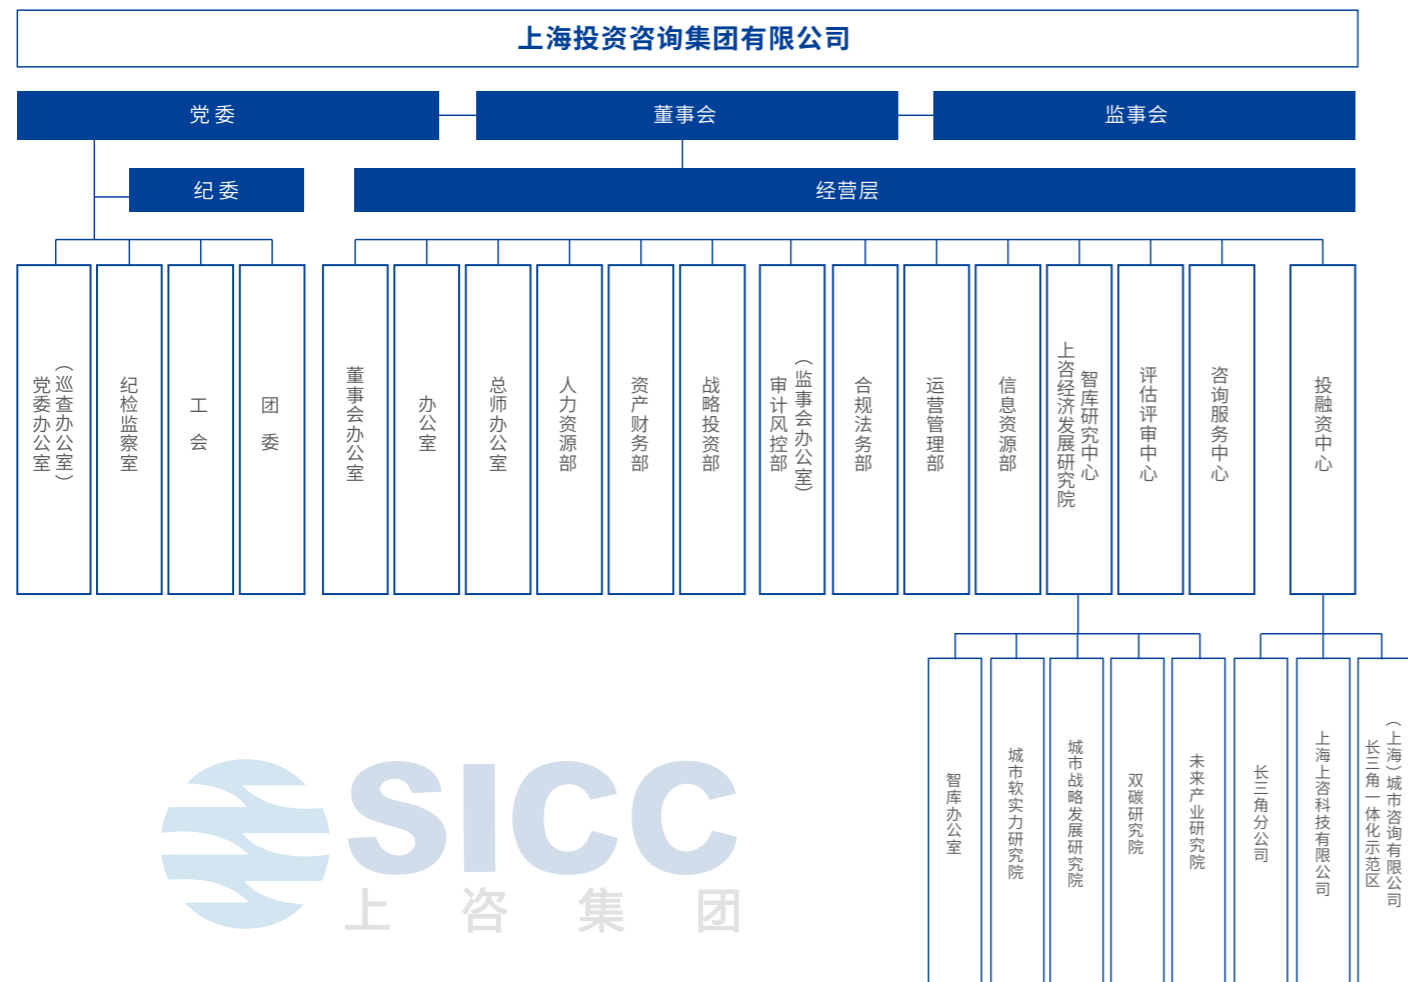 上海投资咨询集团有限公司
党委
董事会
监事会
纪委
经营层
党委办公室
（巡查办公室）
纪检监察室
工会
团委
董事会办公室
办公室
总师办公室
人力资源部
资产财务部
战略投资部
审计风控部
（监事会办公室）
合规法务部
运营管理部
信息资源部
上咨经济发展研究院
智库研究中心
评估评审中心
咨询服务中心
投融资中心
智库办公室
城市软实力研究院
城市战略发展研究院
双碳研究院
未来产业研究院
长三角分公司
上海上咨科技有限公司
长三角一体化示范区
（上海）城市咨询有限公司
SICC
上咨集团